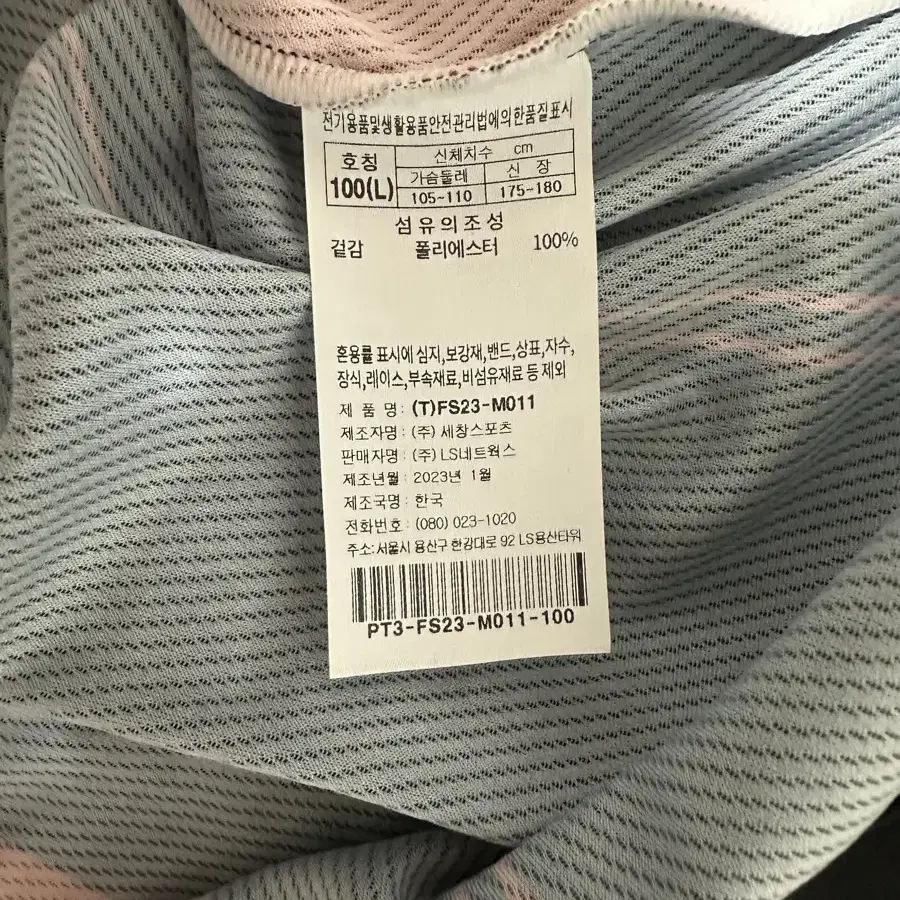 전기용품및생활용품안전관리법에의한품질표시
호칭 신체치수 cm
가슴둘레 신 장
100(L) 105~110 175-180
섬유의조성
겉감 폴리에스터 100%
혼용률 표시에 심지,보강재,밴드,상표,자수,
장식,레이스,부속재료,비섬유재료 등 제외
제 품 명: (T)FS23-M011
제조자명: (주) 세창스포츠
판매자명: (주) LS네트웍스
제조년월: 2023년 1월
제조국명: 한국
전화번호: (080) 023-1020
주소: 서울시 용산구 한강대로 92 LS용산타워
PT3-FS23-M011-100